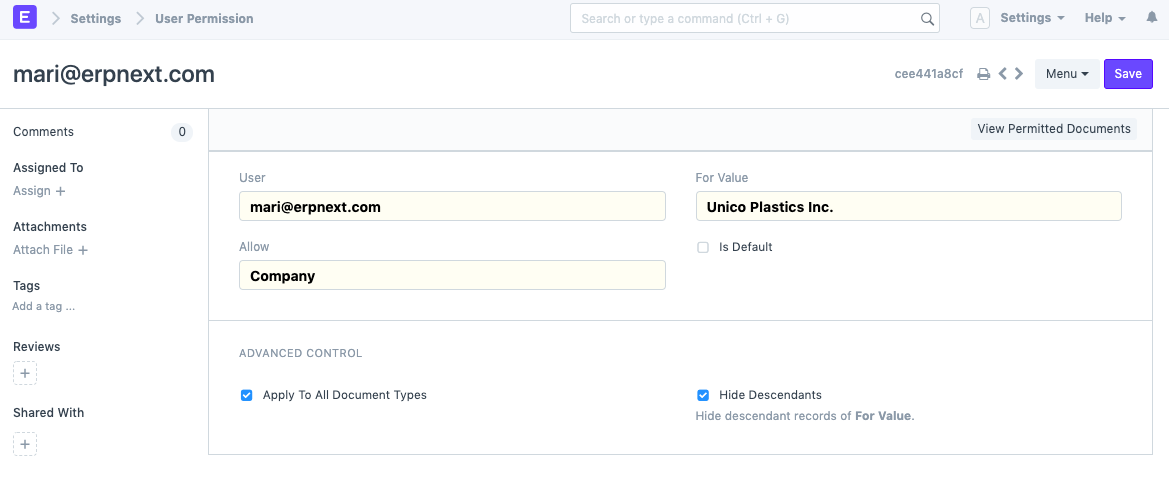 E Settings User Permission Search or type a command (Ctrl + G) A Settings Help
mari@erpnext.com cee441a8cf Menu Save
Comments 0
View Permitted Documents
Assigned To
Assign +
Attachments
Attach File +
Tags
Add a tag ...
Reviews
+
Shared With
+
User
mari@erpnext.com
For Value
Unico Plastics Inc.
Allow
Company
Is Default
ADVANCED CONTROL
Apply To All Document Types
Hide Descendants
Hide descendant records of For Value.